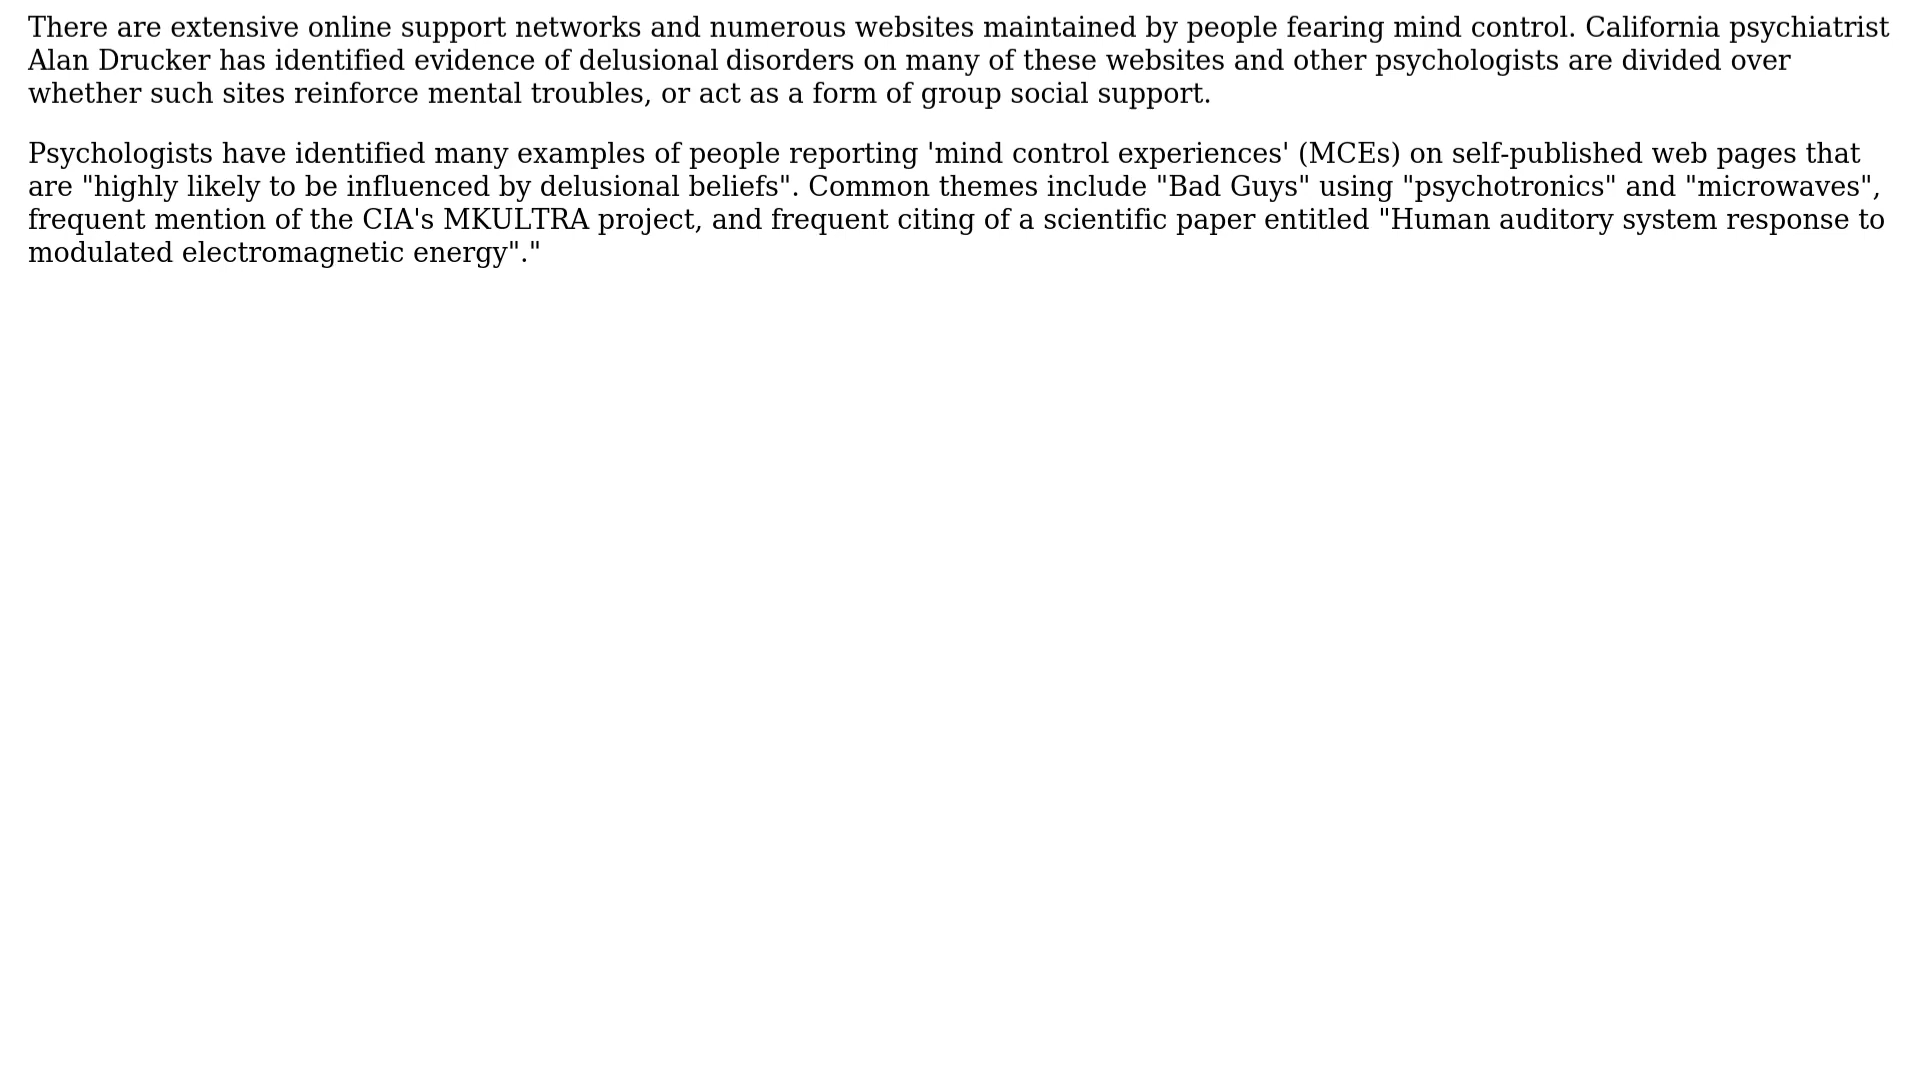 There are extensive online support networks and numerous websites maintained by people fearing mind control. California psychiatrist
Alan Drucker has identified evidence of delusional disorders on many of these websites and other psychologists are divided over
whether such sites reinforce mental troubles, or act as a form of group social support.
Psychologists have identified many examples of people reporting 'mind control experiences' (MCEs) on self-published web pages that
are "highly likely to be influenced by delusional beliefs". Common themes include "Bad Guys" using "psychotronics" and "microwaves",
frequent mention of the CIA's MKULTRA project, and frequent citing of a scientific paper entitled "Human auditory system response to
modulated electromagnetic energy"."